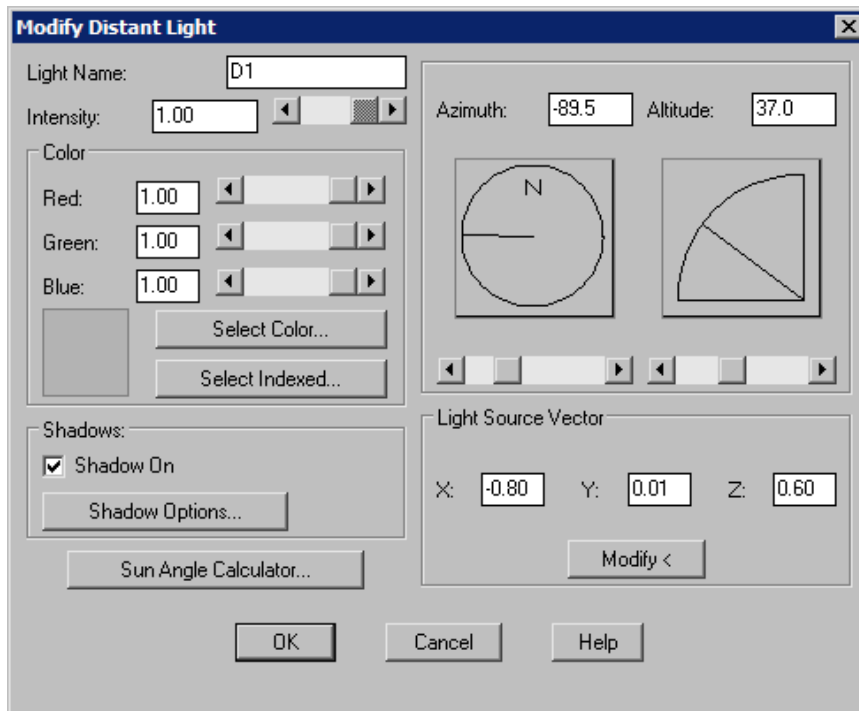 Modify Distant Light
Light Name: D1
Intensity: 1.00
Color
Red: 1.00
Green: 1.00
Blue: 1.00
Select Color...
Select Indexed...
Shadows:
Shadow On
Shadow Options...
Sun Angle Calculator...
Azimuth: -89.5 Altitude: 37.0
N
Light Source Vector
X: -0.80 Y: 0.01 Z: 0.60
Modify <
OK Cancel Help